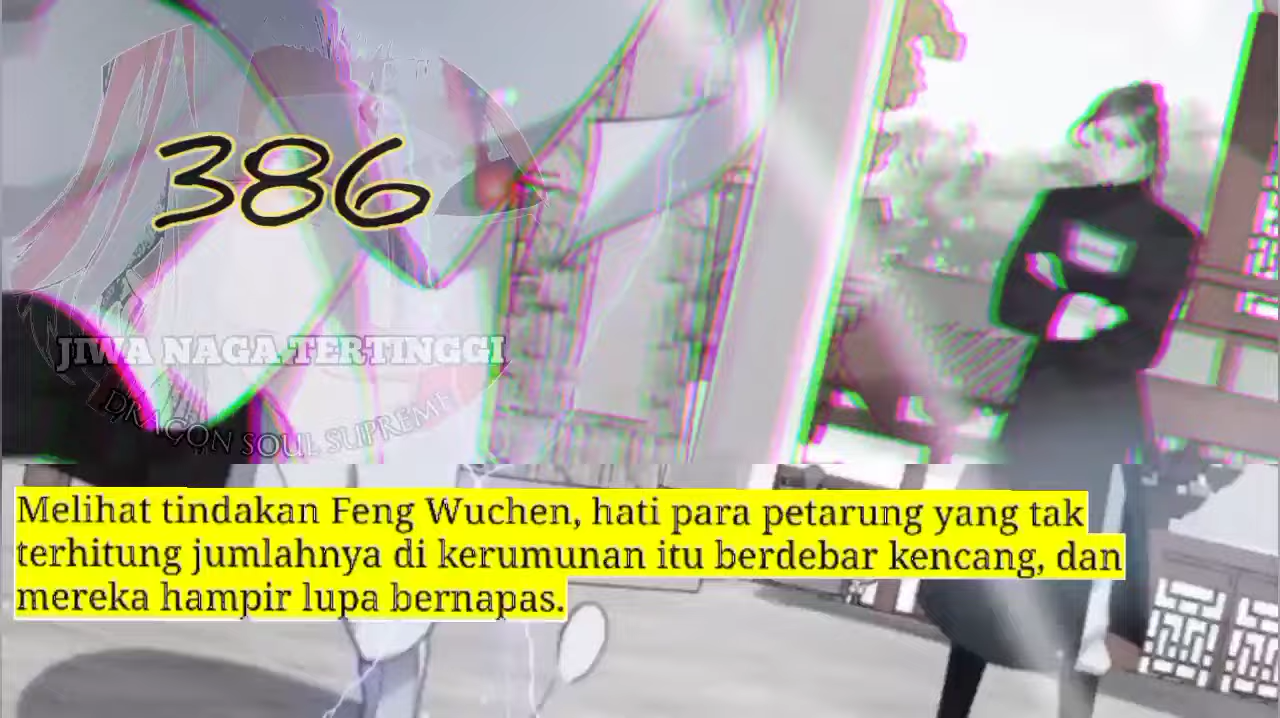 386
JIWA NAGA TERTINGGI
DRAGON SOUL SUPREME
Melihat tindakan Feng Wuchen, hati para petarung yang tak
terhitung jumlahnya di kerumunan itu berdebar kencang, dan
mereka hampir lupa bernapas.